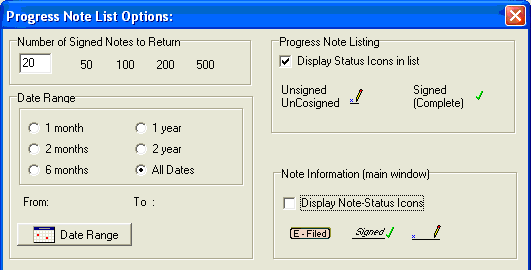 Progress Note List Options:
Number of Signed Notes to Return
20 50 100 200 500
Date Range
1 month 1 year
2 months 2 year
6 months All Dates
From: To :
Date Range
Progress Note Listing
Display Status Icons in list
Unsigned Signed
UnCosigned (Complete)
Note Information (main window)
Display Note-Status Icons
E - Filed Signed